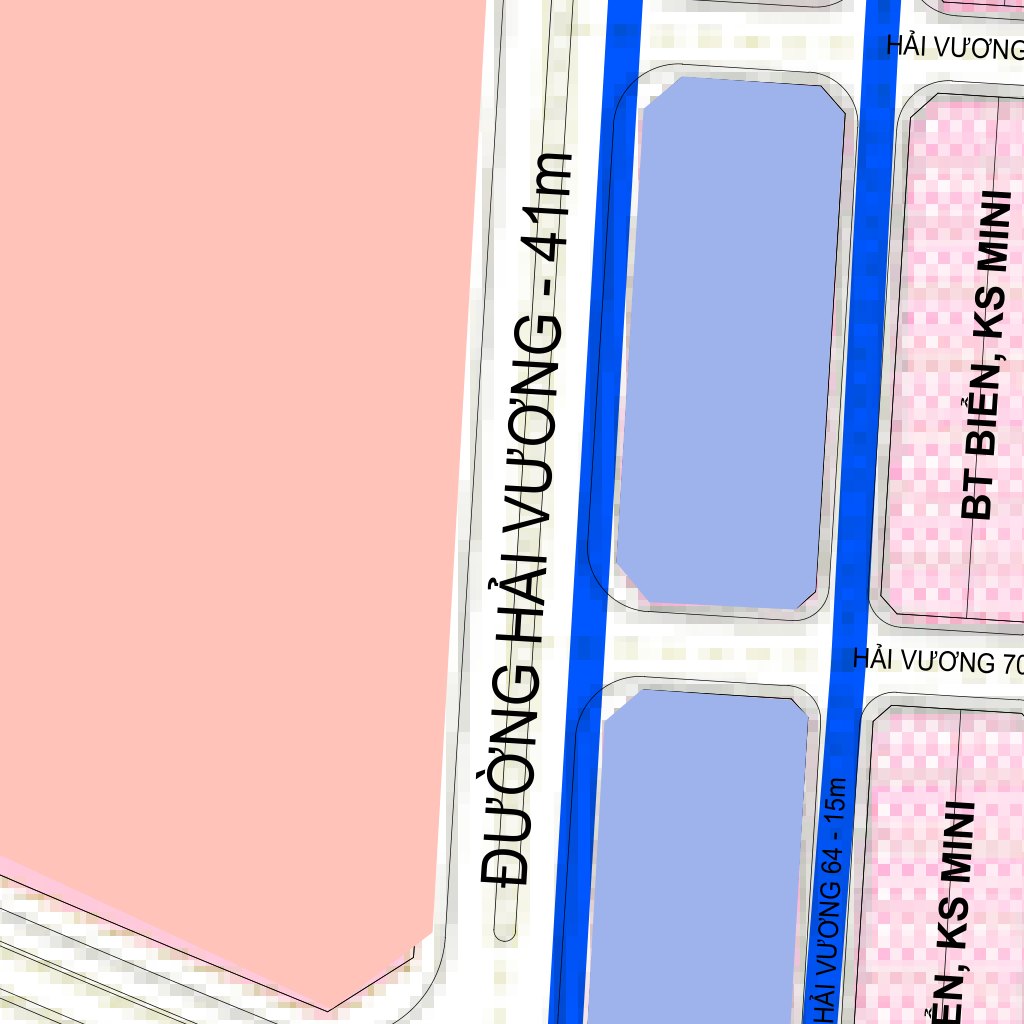 HẢI VƯƠNG
ĐƯỜNG HẢI VƯƠNG - 41m
BT BIỂN, KS MINI
HẢI VƯƠNG 70
HẢI VƯƠNG 64 - 15m
ỂN, KS MINI